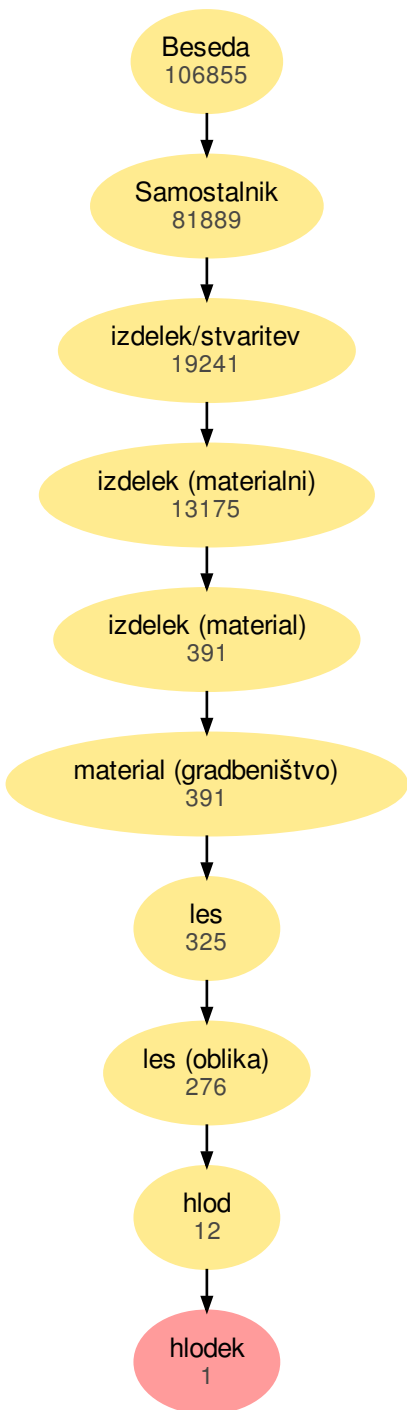 Beseda
106855
Samostalnik
81889
izdelek/stvaritev
19241
izdelek (materialni)
13175
izdelek (material)
391
material (gradbeništvo)
391
les
325
les (oblika)
276
hlod
12
hlodek
1